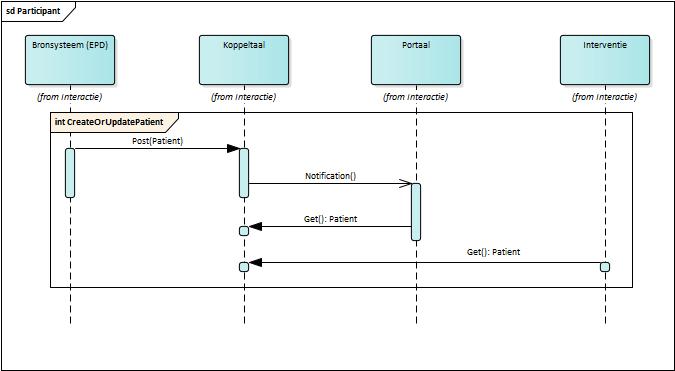 sd Participant
Bronsysteem (EPD)
Koppeltaal
Portaal
Interventie
(from Interactie)
(from Interactie)
(from Interactie)
(from Interactie)
int CreateOrUpdatePatient
Post(Patient)
Notification()
Get(): Patient
Get(): Patient